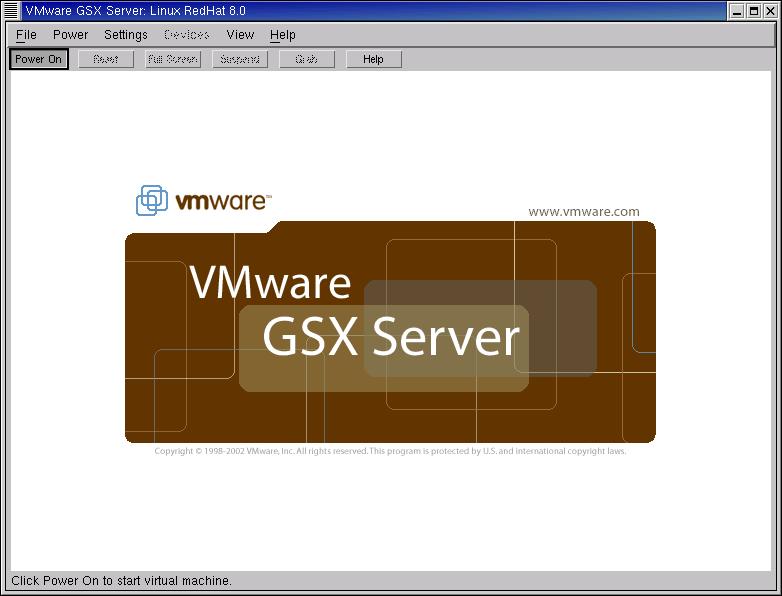 VMware GSX Server: Linux RedHat 8.0
File Power Settings Devices View Help
Power On Reset Full Screen Suspend Grab Help
vmware™
www.vmware.com
VMware
GSX Server
Copyright © 1998-2002 VMware, Inc. All rights reserved. This program is protected by U.S. and international copyright laws.
Click Power On to start virtual machine.